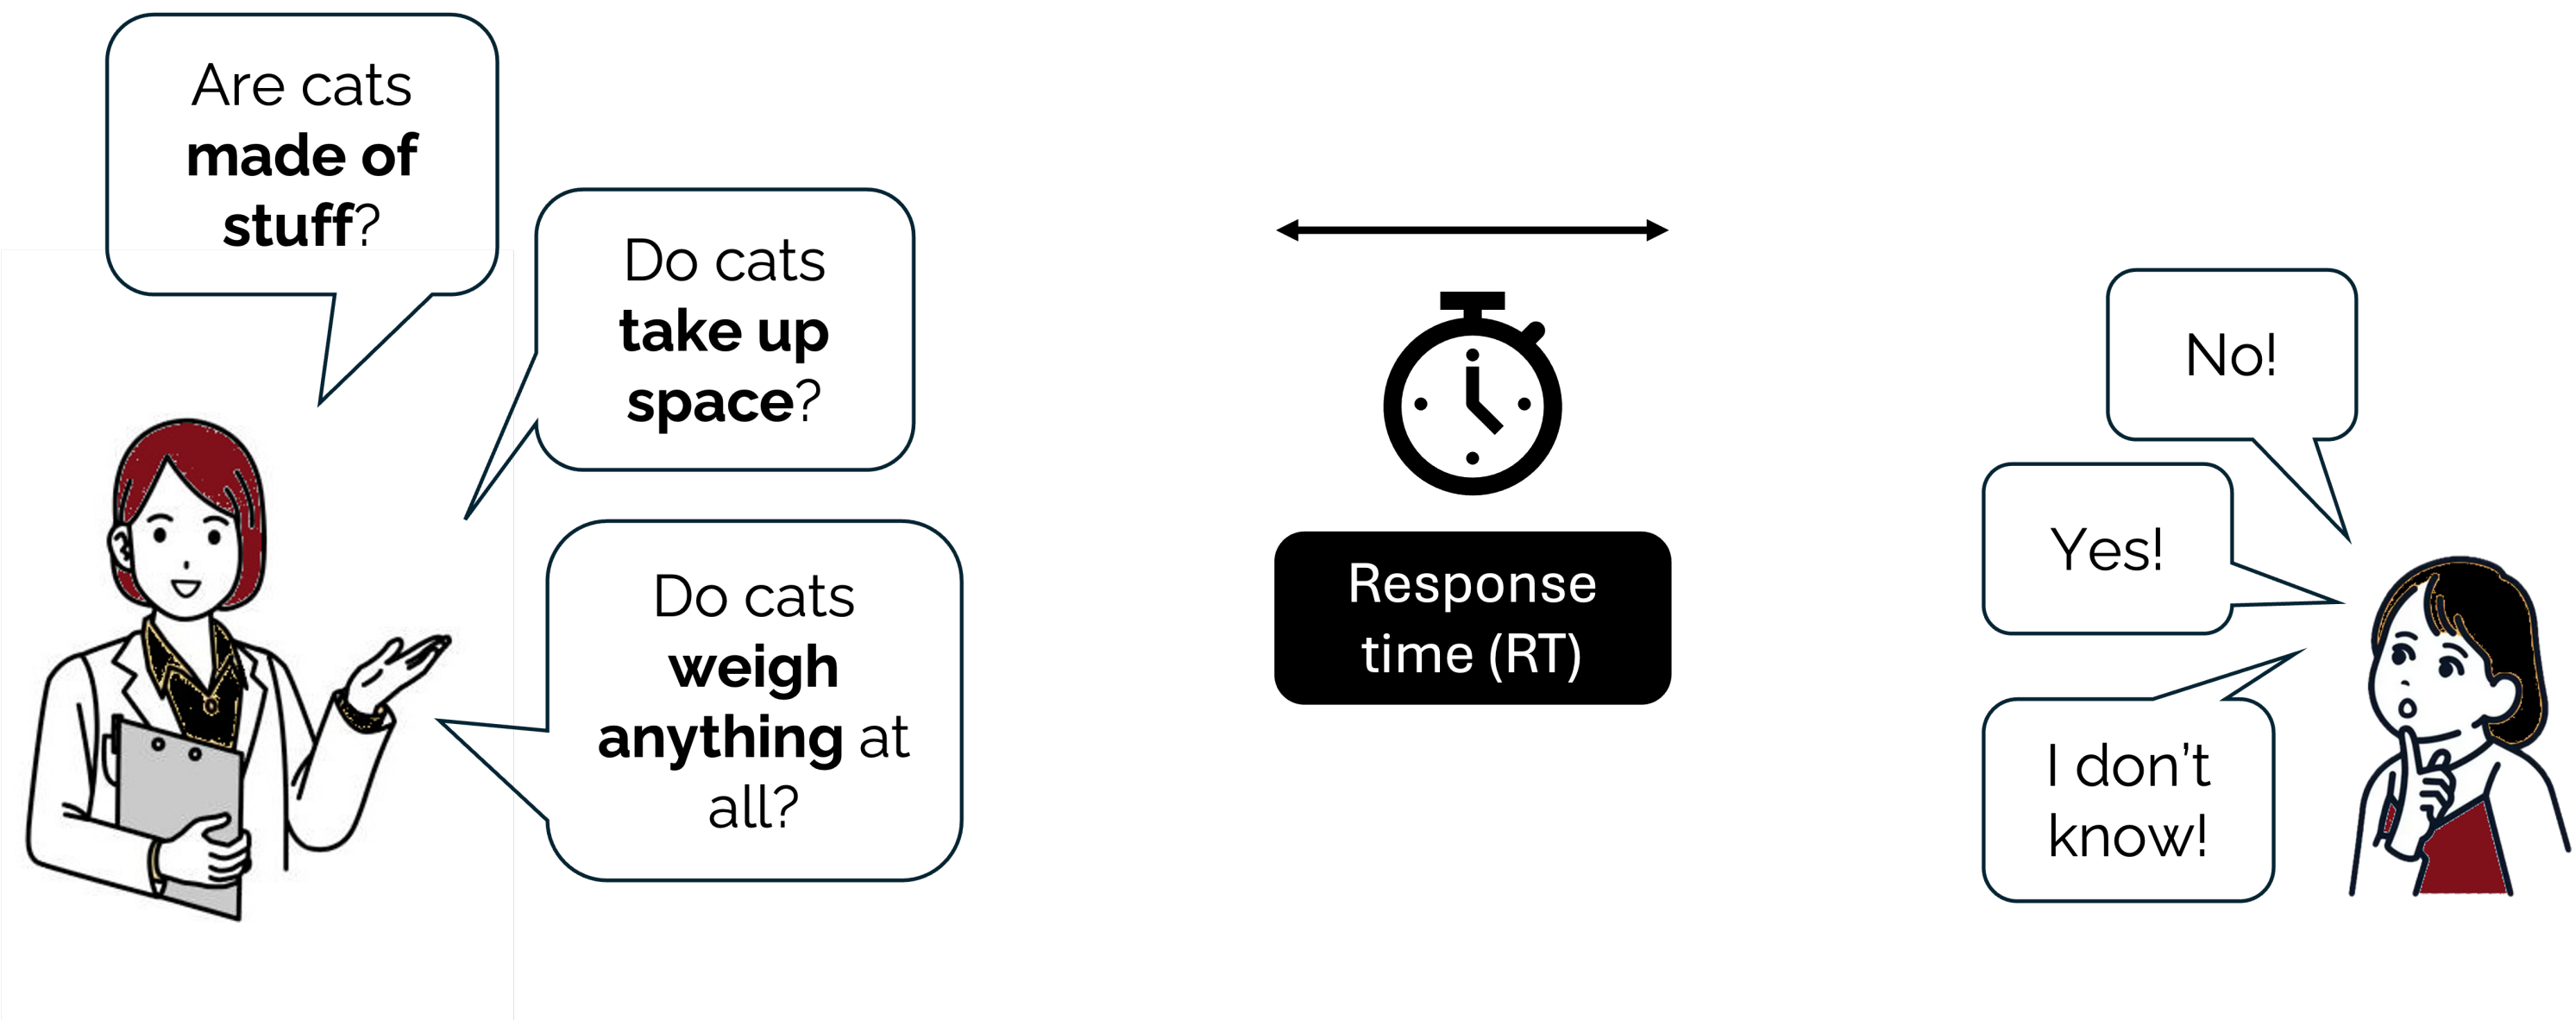 Are cats
made of
stuff?
Do cats
take up
space?
Do cats
weigh
anything at
all?
Response
time (RT)
No!
Yes!
I don’t
know!